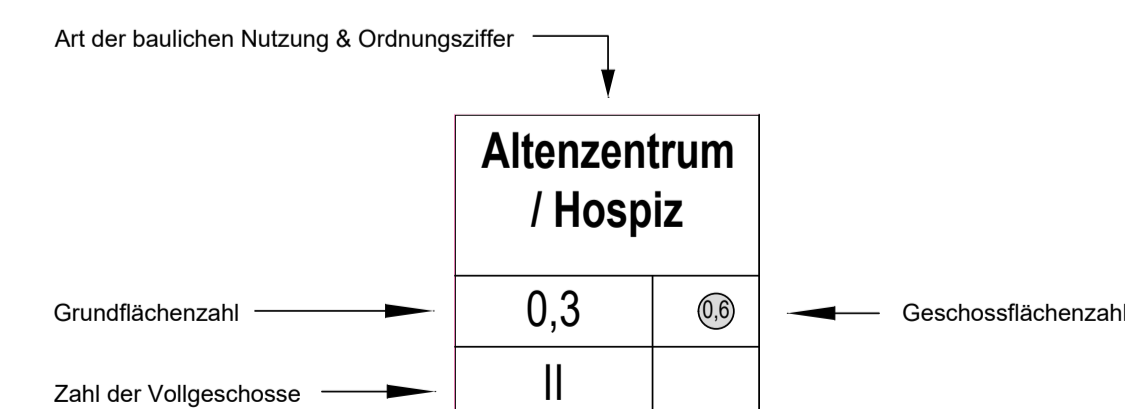 Art der baulichen Nutzung & Ordnungsziffer
Altenzentrum
/ Hospiz
Grundflächenzahl
0,3
0,6
Geschossflächenzahl
Zahl der Vollgeschosse
II